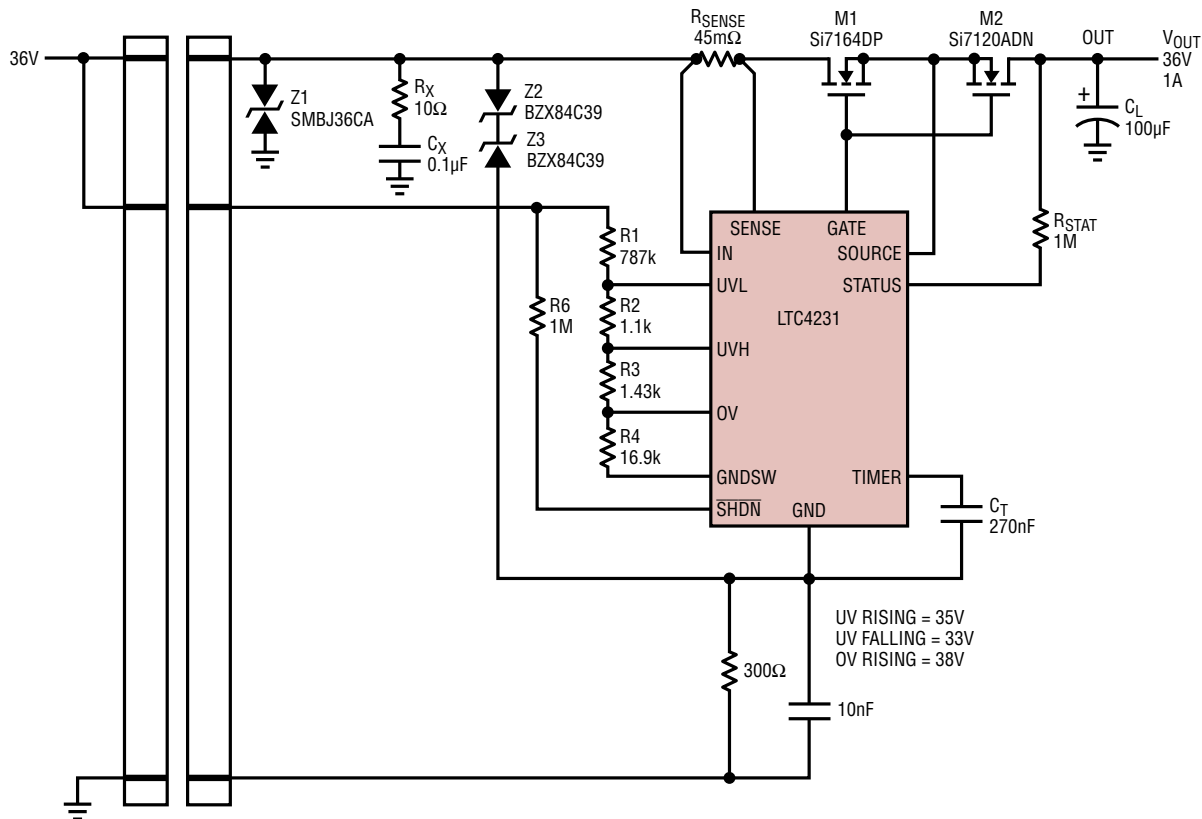 36V
Z1
SMBJ36CA
RX
10Ω
CX
0.1µF
Z2
BZX84C39
Z3
BZX84C39
RSENSE
45mΩ
M1
Si7164DP
M2
Si7120ADN
OUT
VOUT
36V
1A
+
CL
100µF
RSTAT
1M
R6
1M
R1
787k
R2
1.1k
R3
1.43k
R4
16.9k
SENSE
GATE
IN
SOURCE
UVL
STATUS
LTC4231
UVH
OV
GNDSW
TIMER
SHDN
GND
CT
270nF
UV RISING = 35V
UV FALLING = 33V
OV RISING = 38V
300Ω
10nF